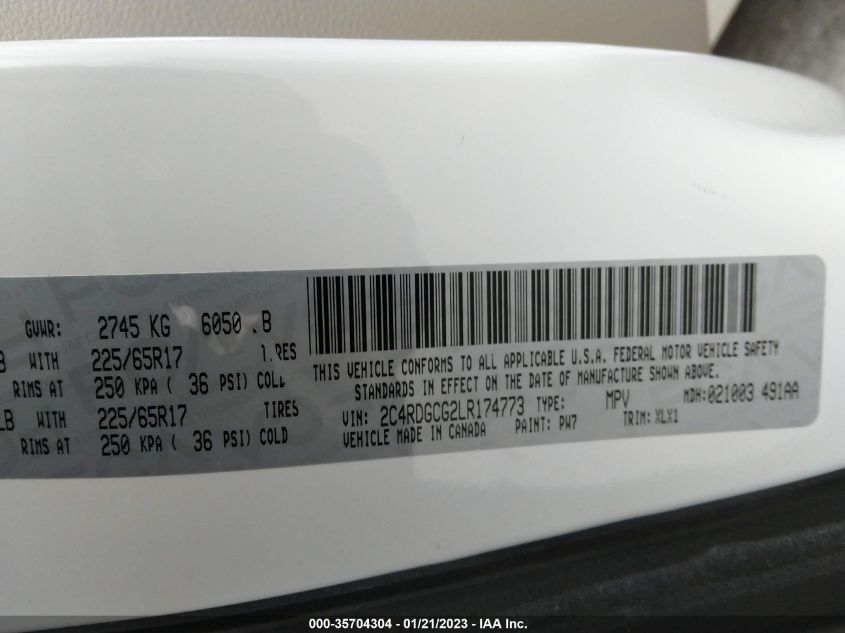 GVWR: 2745 KG 6050
WITH 225/65R17
RIMS AT 250 KPA ( 36 PSI) COLD
LB WITH 225/65R17 TIRES
RIMS AT 250 KPA ( 36 PSI) COLD
THIS VEHICLE CONFORMS TO ALL APPLICABLE U.S.A. FEDERAL MOTOR VEHICLE SAFETY
STANDARDS IN EFFECT ON THE DATE OF MANUFACTURE SHOWN ABOVE.
VIN: 2C4RDGCG2LR174773 TYPE: MPV MDH:021003 491AA
VEHICLE MADE IN CANADA PAINT: PW7 TRIM: XLX1
000-35704304 - 01/21/2023 - IAA Inc.